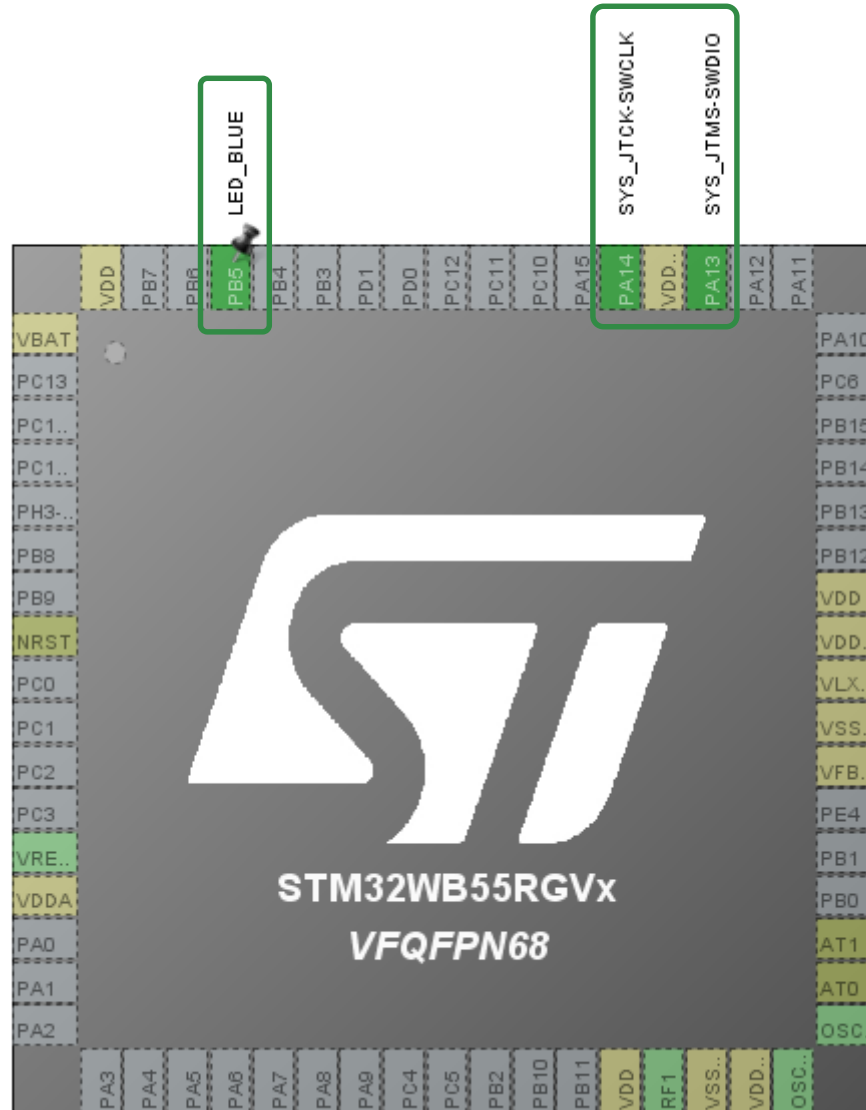 LED_BLUE
SYS_JTCK-SWCLK
SYS_JTMS-SWDIO
VDD
PB7
PB6
PB5
PB4
PB3
PD1
PD0
PC12
PC11
PC10
PA15
PA14
VDD..
PA13
PA12
PA11
VBAT
PC13
PC1..
PC1..
PH3-..
PB8
PB9
NRST
PC0
PC1
PC2
PC3
VRE..
VDDA
PA0
PA1
PA2
PA10
PC6
PB15
PB14
PB13
PB12
VDD
VDD.
VLX.
VSS.
VFB.
PE4
PB1
PB0
AT1
AT0
OSC
ST
STM32WB55RGVx
VFQFPN68
PA3
PA4
PA5
PA6
PA7
PA8
PA9
PC4
PC5
PB2
PB10
PB11
VDD
RF1
VSS..
VDD..
OSC..